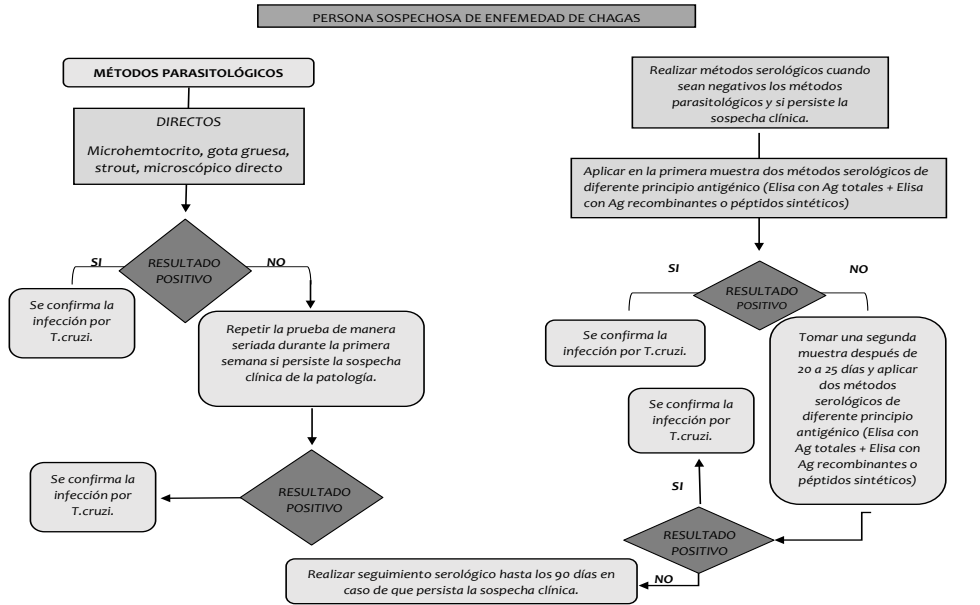 PERSONA SOSPECHOSA DE ENFEMEDAD DE CHAGAS
MÉTODOS PARASITOLÓGICOS
DIRECTOS
Microhemtocrito, gota gruesa,
strout, microscópico directo
RESULTADO
POSITIVO
SI
NO
Se confirma la
infección por
T.cruzi.
Repetir la prueba de manera
seriada durante la primera
semana si persiste la sospecha
clínica de la patología.
RESULTADO
POSITIVO
Se confirma la
infección por
T.cruzi.
Realizar métodos serológicos cuando
sean negativos los métodos
parasitológicos y si persiste la
sospecha clínica.
Aplicar en la primera muestra dos métodos serológicos de
diferente principio antigénico (Elisa con Ag totales + Elisa
con Ag recombinantes o péptidos sintéticos)
SI
NO
RESULTADO
POSITIVO
Se confirma la
infección por T.cruzi.
Tomar una segunda
muestra después de
20 a 25 días y aplicar
dos métodos
serológicos de
diferente principio
antigénico (Elisa con
Ag totales + Elisa con
Ag recombinantes o
péptidos sintéticos)
Se confirma la
infección por
T.cruzi.
SI
RESULTADO
POSITIVO
NO
Realizar seguimiento serológico hasta los 90 días en
caso de que persista la sospecha clínica.